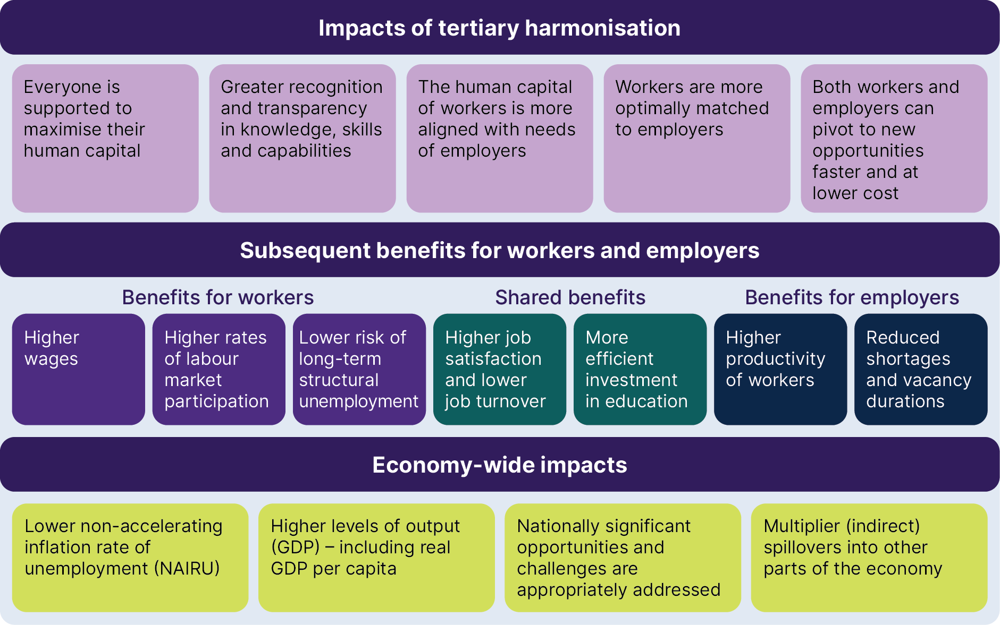 Impacts of tertiary harmonisation
Everyone is
supported to
maximise their
human capital
Greater recognition
and transparency
in knowledge, skills
and capabilities
The human capital
of workers is more
aligned with needs
of employers
Workers are more
optimally matched
to employers
Both workers and
employers can
pivot to new
opportunities
faster and at
lower cost
Subsequent benefits for workers and employers
Benefits for workers
Higher
wages
Higher rates
of labour
market
participation
Lower risk of
long-term
structural
unemployment
Shared benefits
Higher job
satisfaction
and lower
job turnover
More
efficient
investment
in education
Benefits for employers
Higher
productivity
of workers
Reduced
shortages
and vacancy
durations
Economy-wide impacts
Lower non-accelerating
inflation rate of
unemployment (NAIRU)
Higher levels of output
(GDP) – including real
GDP per capita
Nationally significant
opportunities and
challenges are
appropriately addressed
Multiplier (indirect)
spillovers into other
parts of the economy